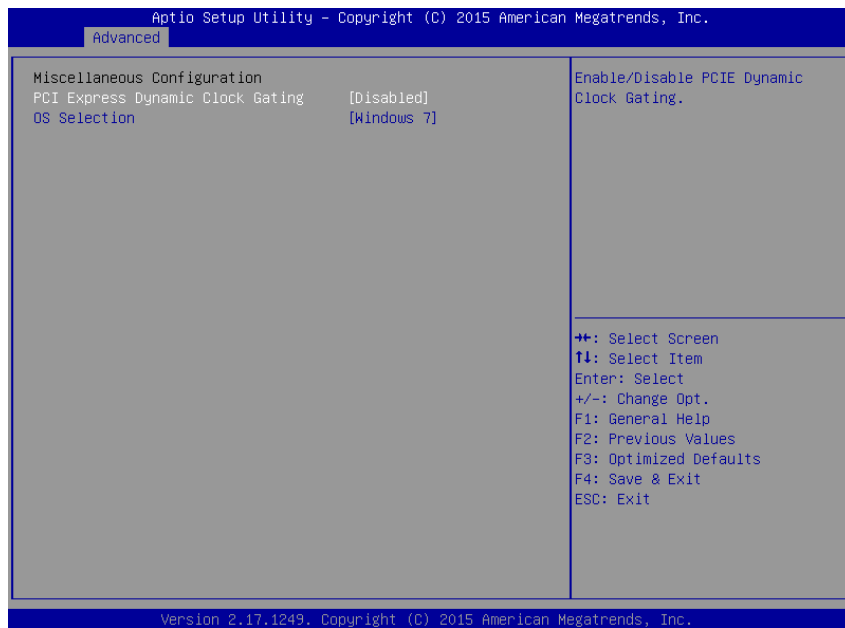 Aptio Setup Utility – Copyright (C) 2015 American Megatrends, Inc.
Advanced
Miscellaneous Configuration
PCI Express Dynamic Clock Gating [Disabled]
OS Selection [Windows 7]
Enable/Disable PCIE Dynamic
Clock Gating.
→←: Select Screen
↑↓: Select Item
Enter: Select
+/-: Change Opt.
F1: General Help
F2: Previous Values
F3: Optimized Defaults
F4: Save & Exit
ESC: Exit
Version 2.17.1249. Copyright (C) 2015 American Megatrends, Inc.